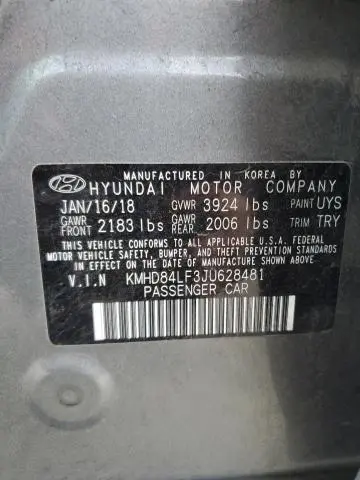 MANUFACTURED IN KOREA BY
HYUNDAI MOTOR COMPANY
JAN/16/18 GVWR 3924 lbs PAINT UYS
GAWR FRONT 2183 lbs GAWR REAR 2006 lbs TRIM TRY
THIS VEHICLE CONFORMS TO ALL APPLICABLE U.S.A. FEDERAL
MOTOR VEHICLE SAFETY, BUMPER, AND THEFT PREVENTION STANDARDS
IN EFFECT ON THE DATE OF MANUFACTURE SHOWN ABOVE.
V.I.N KMHD84LF3JU628481
PASSENGER CAR